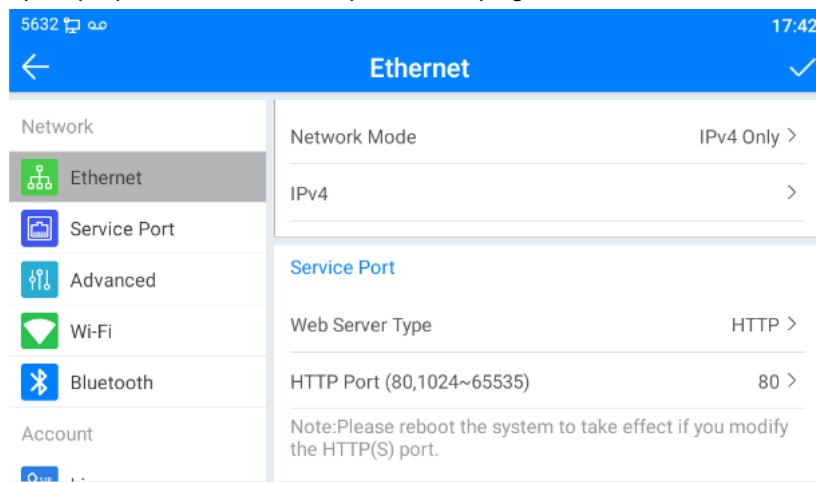 5632
17:42
Ethernet
Network
Ethernet
Service Port
Advanced
Wi-Fi
Bluetooth
Account
Network Mode IPv4 Only >
IPv4 >
Service Port
Web Server Type HTTP >
HTTP Port (80,1024~65535) 80 >
Note:Please reboot the system to take effect if you modify
the HTTP(S) port.